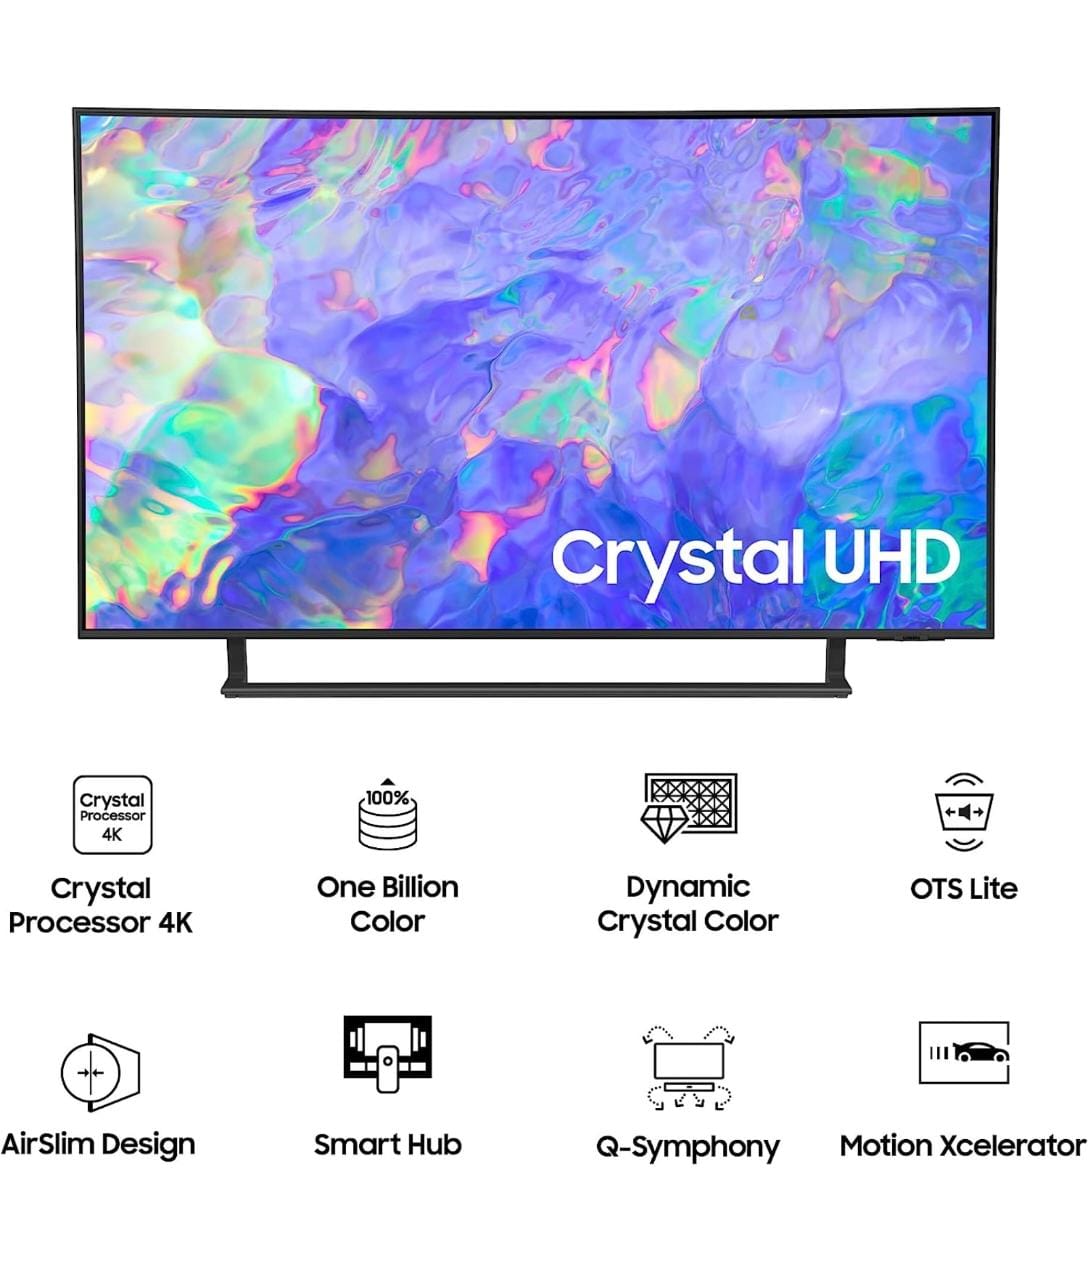 Crystal UHD
Crystal
Processor
4K
100%
Crystal
Processor 4K
One Billion
Color
Dynamic
Crystal Color
OTS Lite
AirSlim Design
Smart Hub
Q-Symphony
Motion Xcelerator